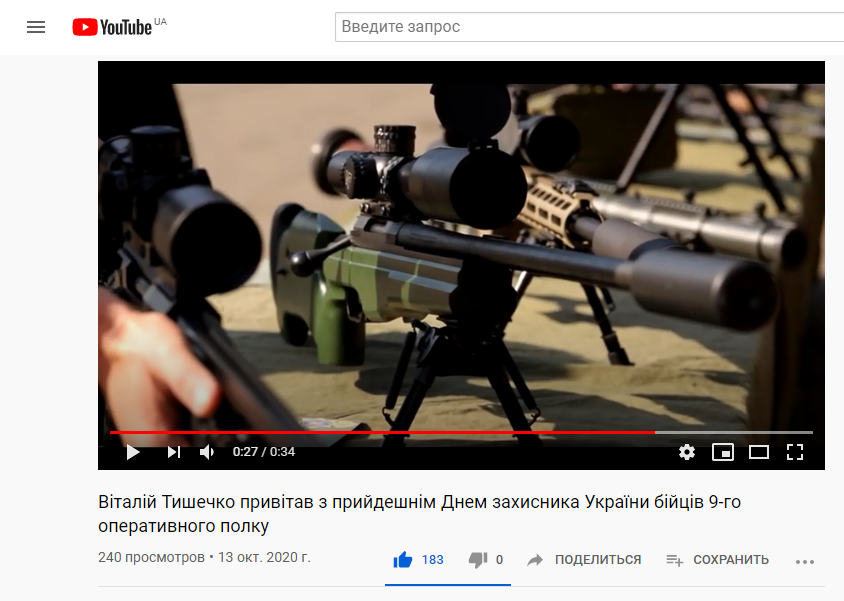 YouTube UA
Введите запрос
0:27 / 0:34
Віталій Тишечко привітав з прийдешнім Днем захисника України бійців 9-го
оперативного полку
240 просмотров • 13 окт. 2020 г.
183
0
ПОДЕЛИТЬСЯ
СОХРАНИТЬ